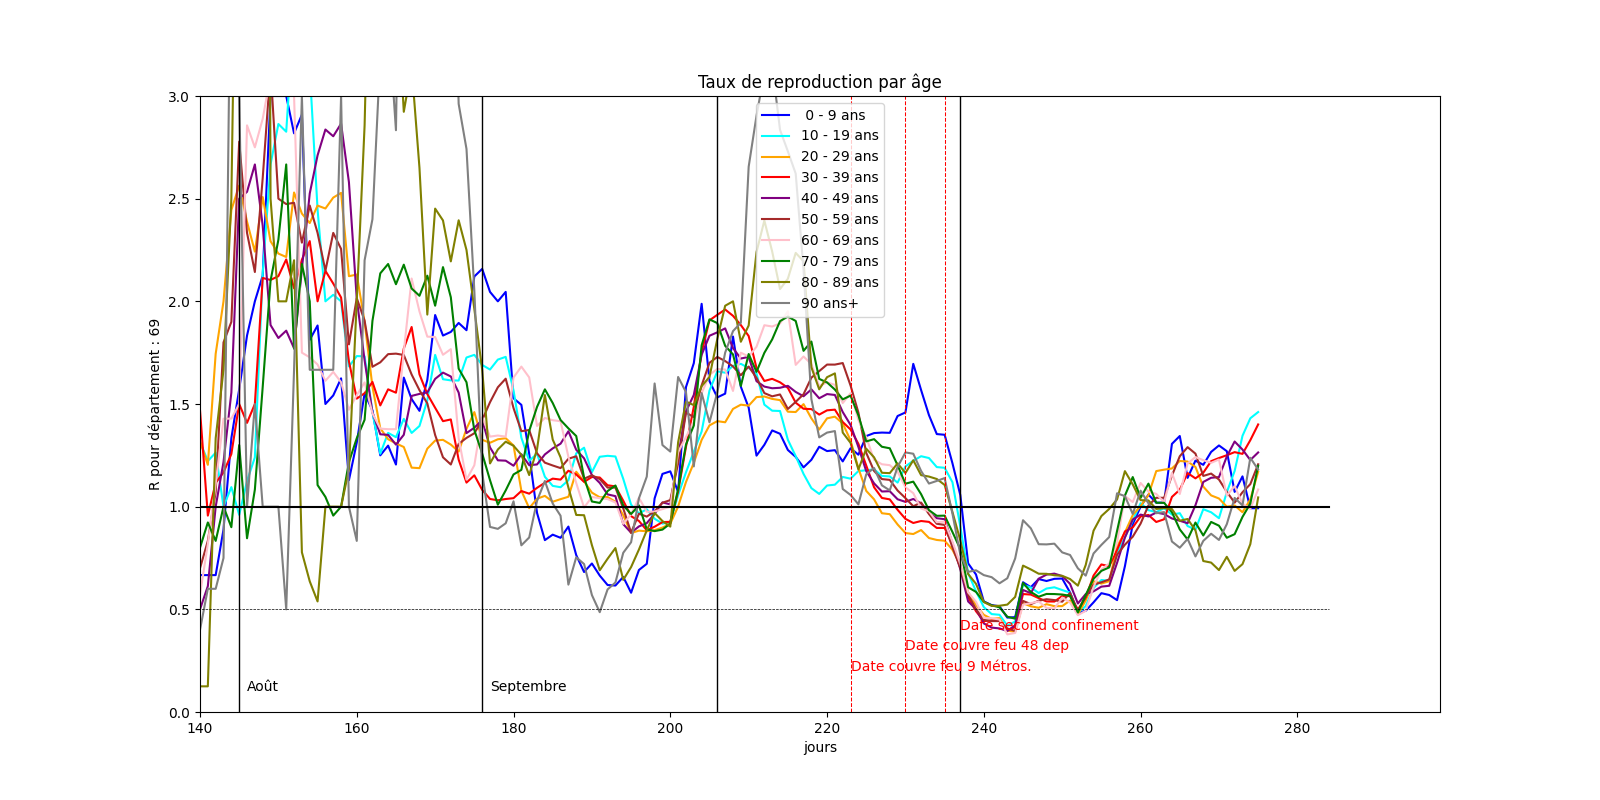 Taux de reproduction par âge
R pour département : 69
3.0
2.5
2.0
1.5
1.0
0.5
0.0
0 - 9 ans
10 - 19 ans
20 - 29 ans
30 - 39 ans
40 - 49 ans
50 - 59 ans
60 - 69 ans
70 - 79 ans
80 - 89 ans
90 ans+
Date second confinement
Date couvre feu 48 dep
Date couvre feu 9 Métros.
Août
Septembre
140
160
180
200
220
240
260
280
jours